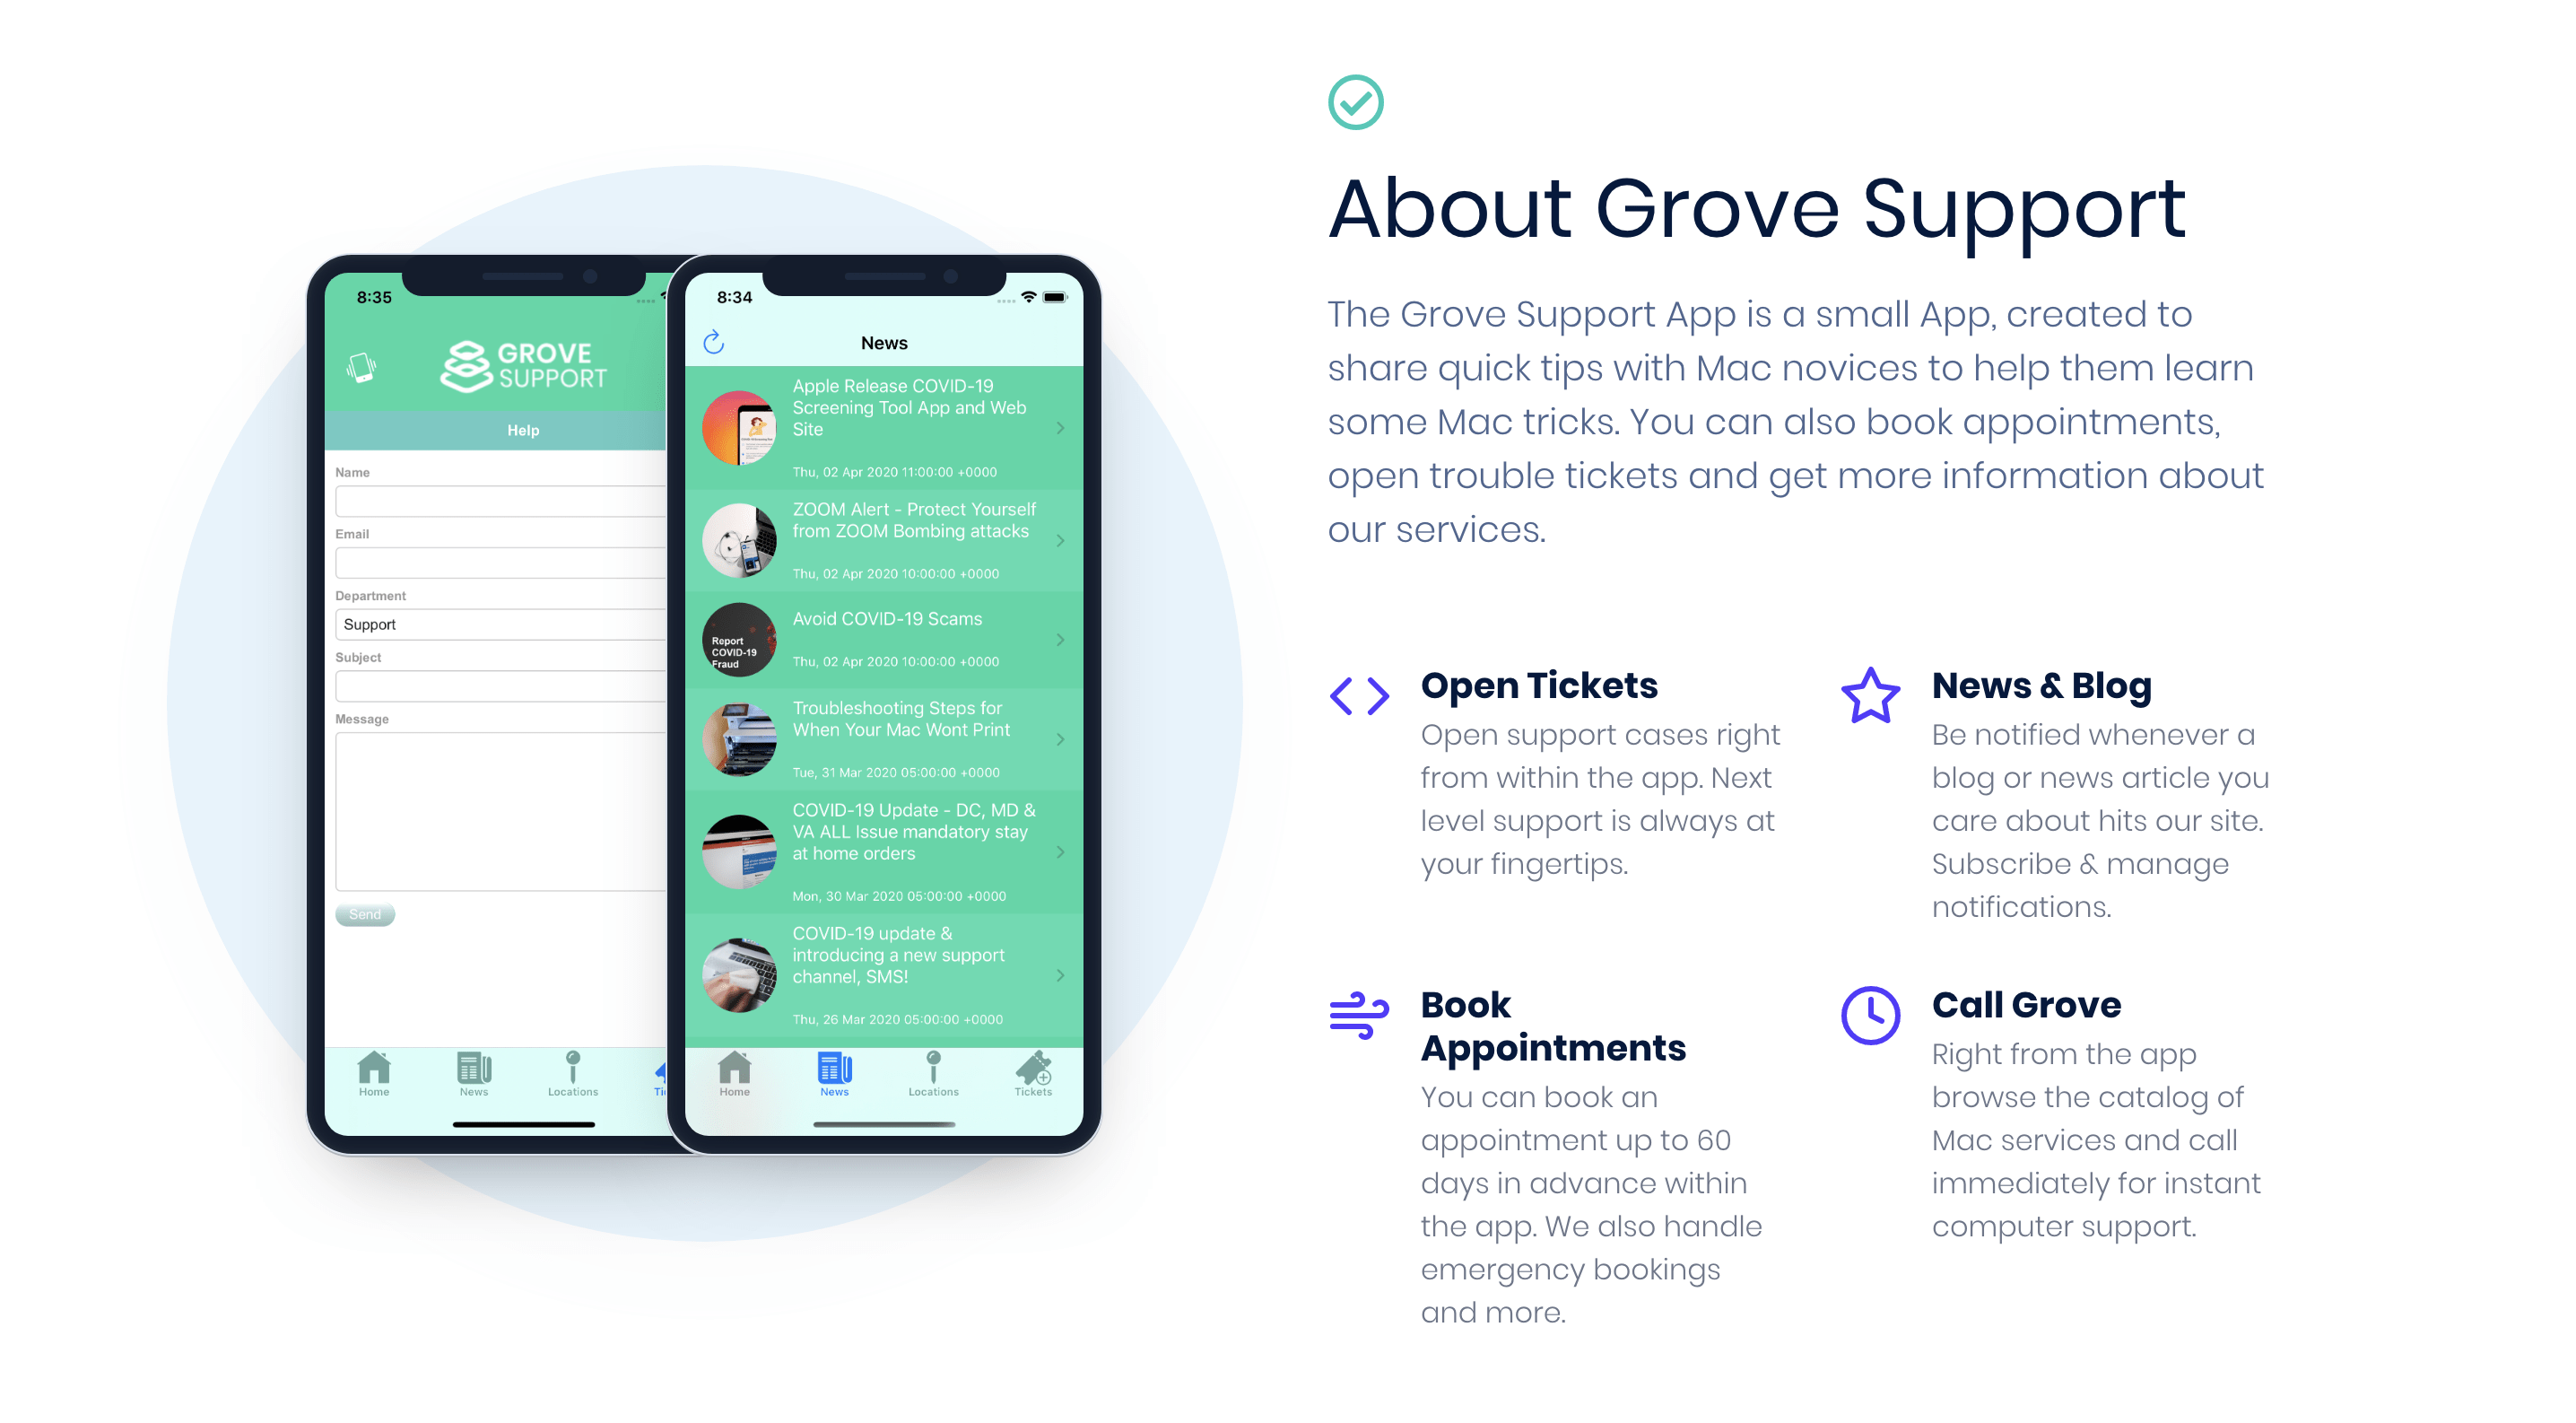 8:35
GROVE
SUPPORT
Help
Name
Email
Department
Support
Subject
Message
Send
Home
News
Locations
8:34
News
Apple Release COVID-19
Screening Tool App and Web
Site
Thu, 02 Apr 2020 11:00:00 +0000
ZOOM Alert - Protect Yourself
from ZOOM Bombing attacks
Thu, 02 Apr 2020 10:00:00 +0000
Report
COVID-19
Fraud
Avoid COVID-19 Scams
Thu, 02 Apr 2020 10:00:00 +0000
Troubleshooting Steps for
When Your Mac Wont Print
Tue, 31 Mar 2020 05:00:00 +0000
COVID-19 Update - DC, MD &
VA ALL Issue mandatory stay
at home orders
Mon, 30 Mar 2020 05:00:00 +0000
COVID-19 update &
introducing a new support
channel, SMS!
Thu, 26 Mar 2020 05:00:00 +0000
Home
News
Locations
Tickets
About Grove Support
The Grove Support App is a small App, created to
share quick tips with Mac novices to help them learn
some Mac tricks. You can also book appointments,
open trouble tickets and get more information about
our services.
Open Tickets
Open support cases right
from within the app. Next
level support is always at
your fingertips.
News & Blog
Be notified whenever a
blog or news article you
care about hits our site.
Subscribe & manage
notifications.
Book
Appointments
You can book an
appointment up to 60
days in advance within
the app. We also handle
emergency bookings
and more.
Call Grove
Right from the app
browse the catalog of
Mac services and call
immediately for instant
computer support.